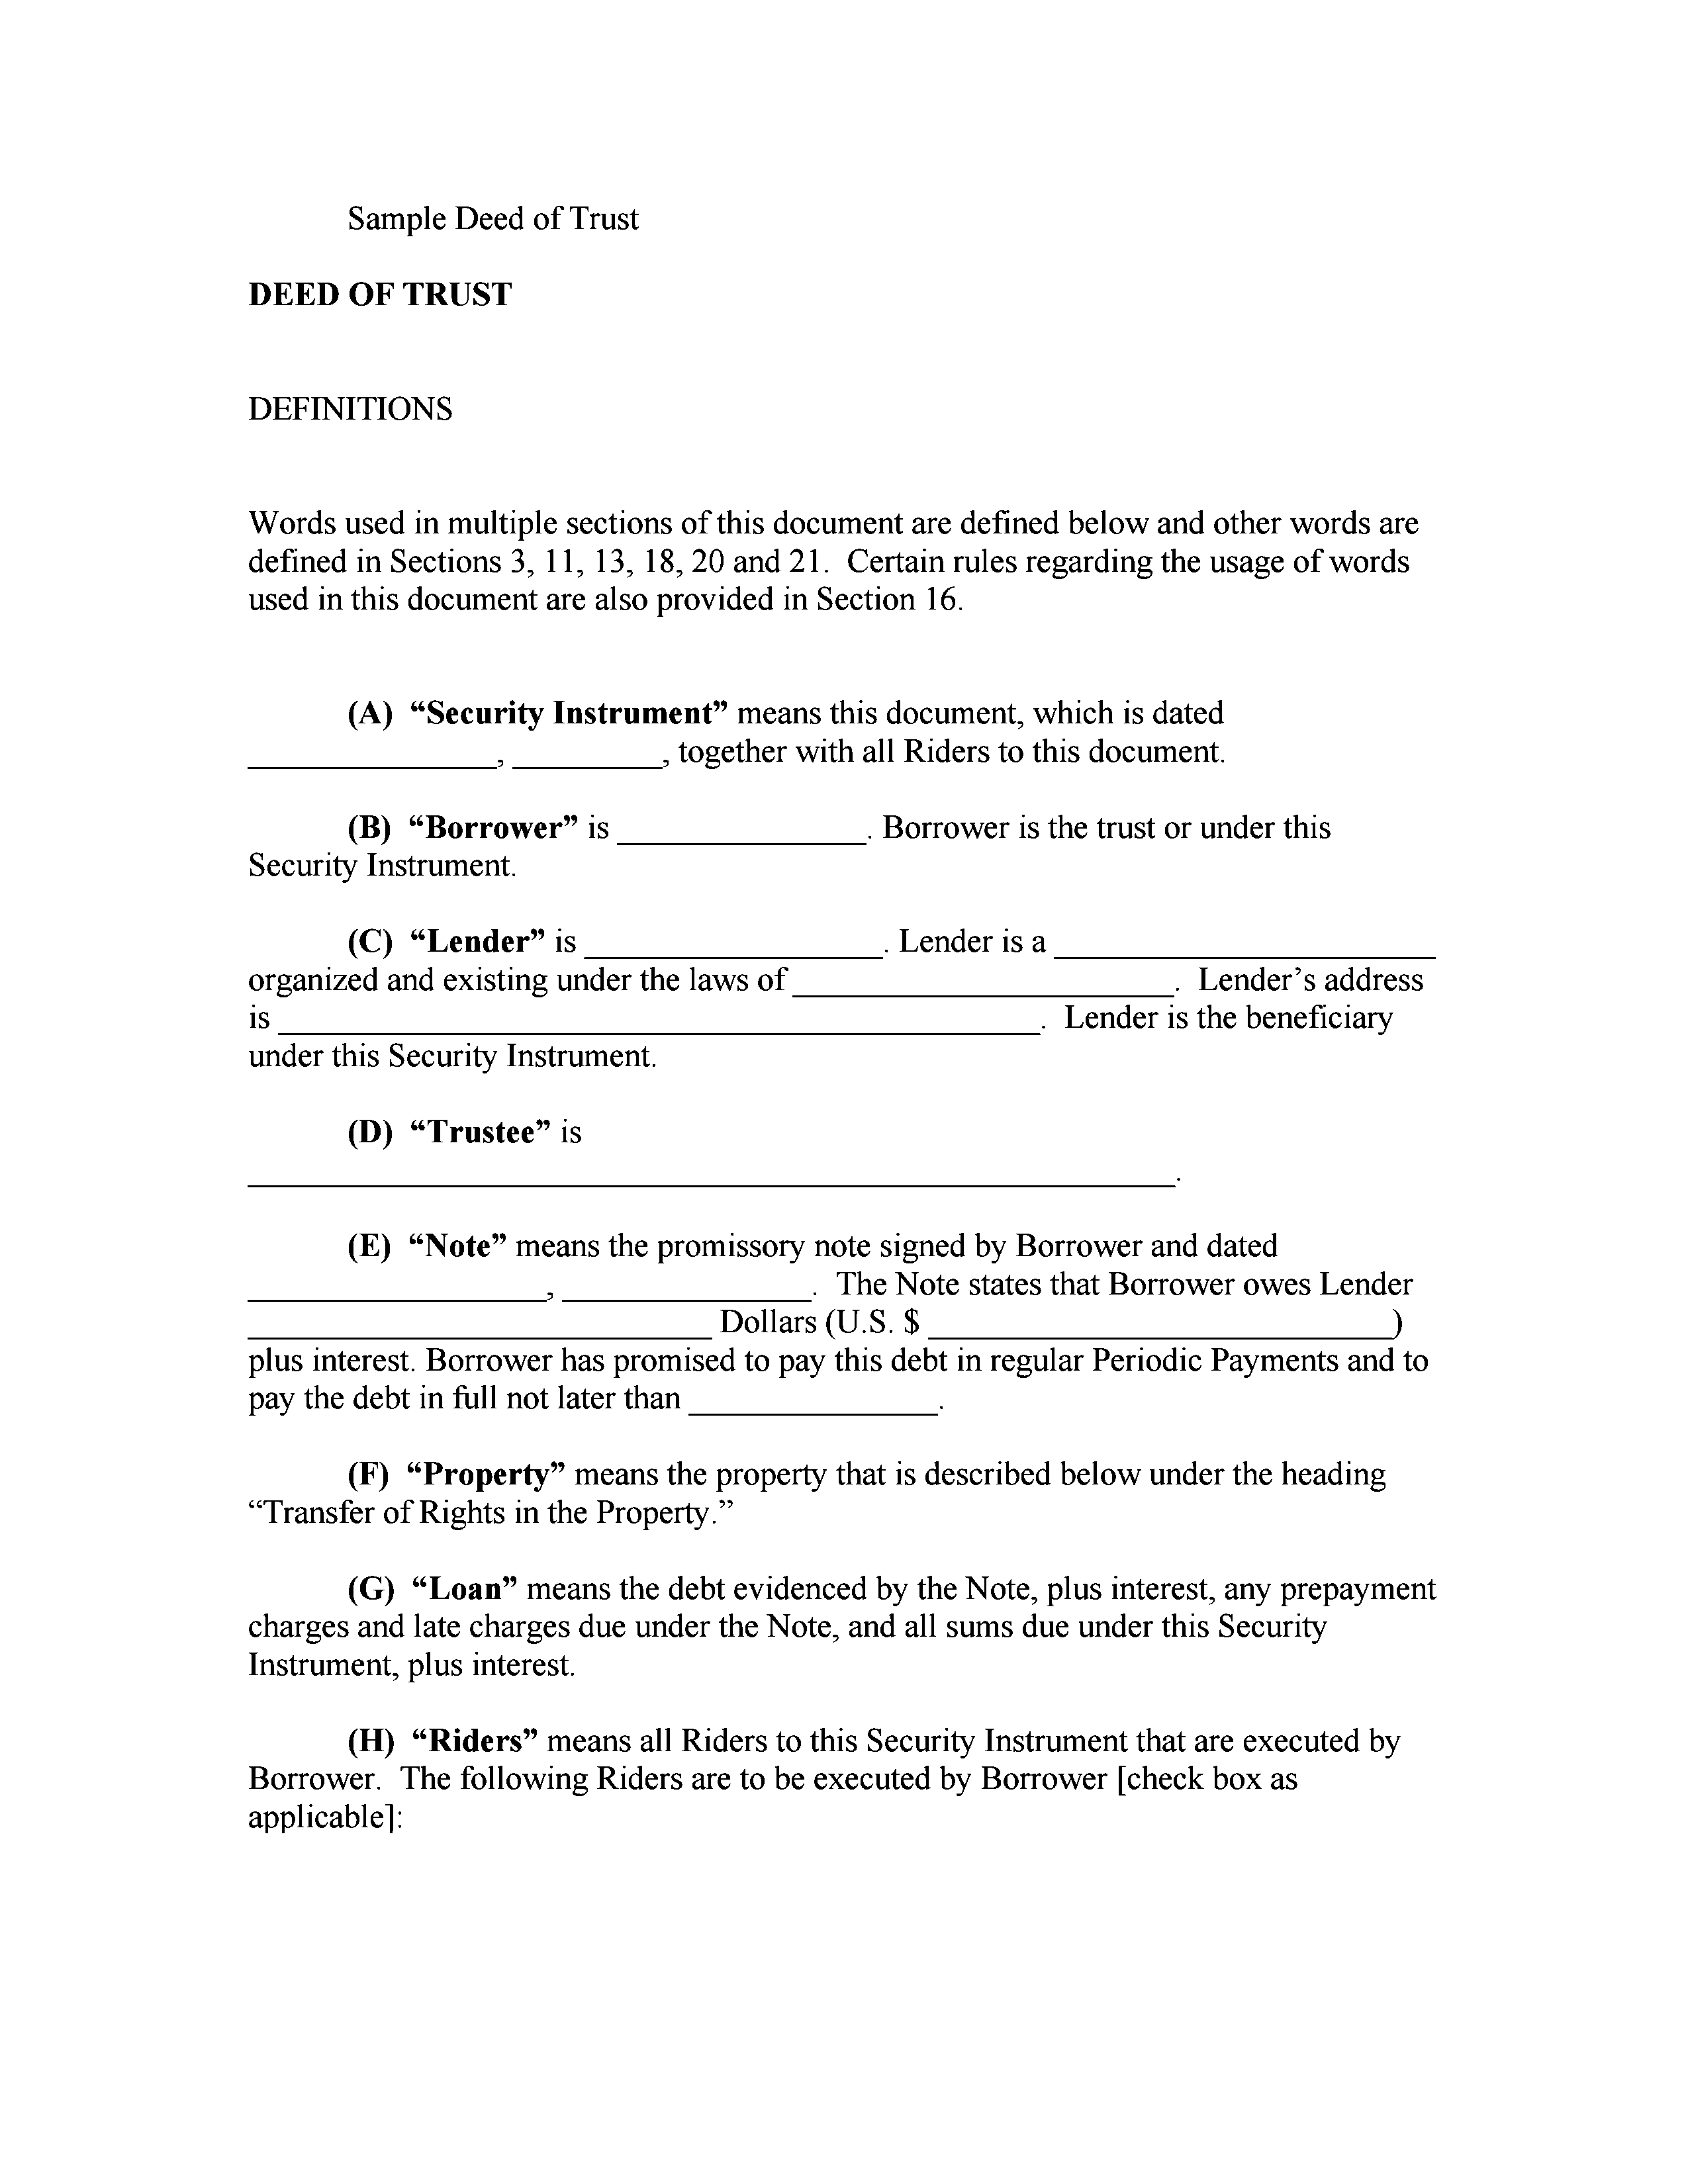 Sample Deed of Trust
DEED OF TRUST
DEFINITIONS
Words used in multiple sections of this document are defined below and other words are
defined in Sections 3, 11, 13, 18, 20 and 21.  Certain rules regarding the usage of words
used in this document are also provided in Section 16.
(A)  “Security Instrument” means this document, which is dated
_______________, _________, together with all Riders to this document.
(B)  “Borrower” is _______________. Borrower is the trust or under this
Security Instrument.
(C)  “Lender” is __________________. Lender is a _______________________
organized and existing under the laws of _______________________.  Lender’s address
is ______________________________________________.  Lender is the beneficiary
under this Security Instrument.
(D)  “Trustee” is
________________________________________________________.
(E)  “Note” means the promissory note signed by Borrower and dated
__________________, _______________.  The Note states that Borrower owes Lender
____________________________ Dollars (U.S. $ ____________________________)
plus interest. Borrower has promised to pay this debt in regular Periodic Payments and to
pay the debt in full not later than _______________.
(F)  “Property” means the property that is described below under the heading
“Transfer of Rights in the Property.”
(G)  “Loan” means the debt evidenced by the Note, plus interest, any prepayment
charges and late charges due under the Note, and all sums due under this Security
Instrument, plus interest.
(H)  “Riders” means all Riders to this Security Instrument that are executed by
Borrower.  The following Riders are to be executed by Borrower [check box as
applicable]: